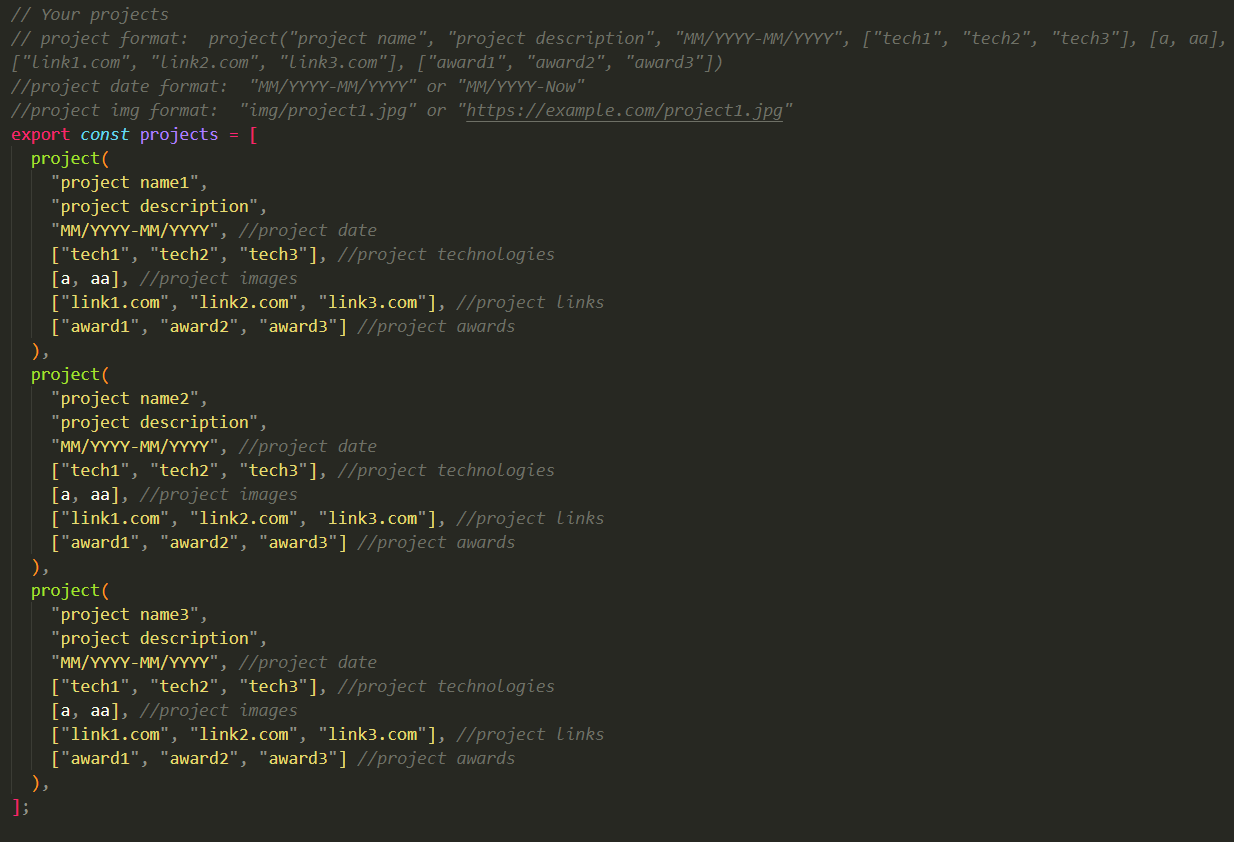 // Your projects
// project format:  project("project name", "project description", "MM/YYYY-MM/YYYY", ["tech1", "tech2", "tech3"], [a, aa],
["link1.com", "link2.com", "link3.com"], ["award1", "award2", "award3"])
//project date format:  "MM/YYYY-MM/YYYY" or "MM/YYYY-Now"
//project img format:  "img/project1.jpg" or "https://example.com/project1.jpg"
export const projects = [
  project(
    "project name1",
    "project description",
    "MM/YYYY-MM/YYYY", //project date
    ["tech1", "tech2", "tech3"], //project technologies
    [a, aa], //project images
    ["link1.com", "link2.com", "link3.com"], //project links
    ["award1", "award2", "award3"] //project awards
  ),
  project(
    "project name2",
    "project description",
    "MM/YYYY-MM/YYYY", //project date
    ["tech1", "tech2", "tech3"], //project technologies
    [a, aa], //project images
    ["link1.com", "link2.com", "link3.com"], //project links
    ["award1", "award2", "award3"] //project awards
  ),
  project(
    "project name3",
    "project description",
    "MM/YYYY-MM/YYYY", //project date
    ["tech1", "tech2", "tech3"], //project technologies
    [a, aa], //project images
    ["link1.com", "link2.com", "link3.com"], //project links
    ["award1", "award2", "award3"] //project awards
  ),
];